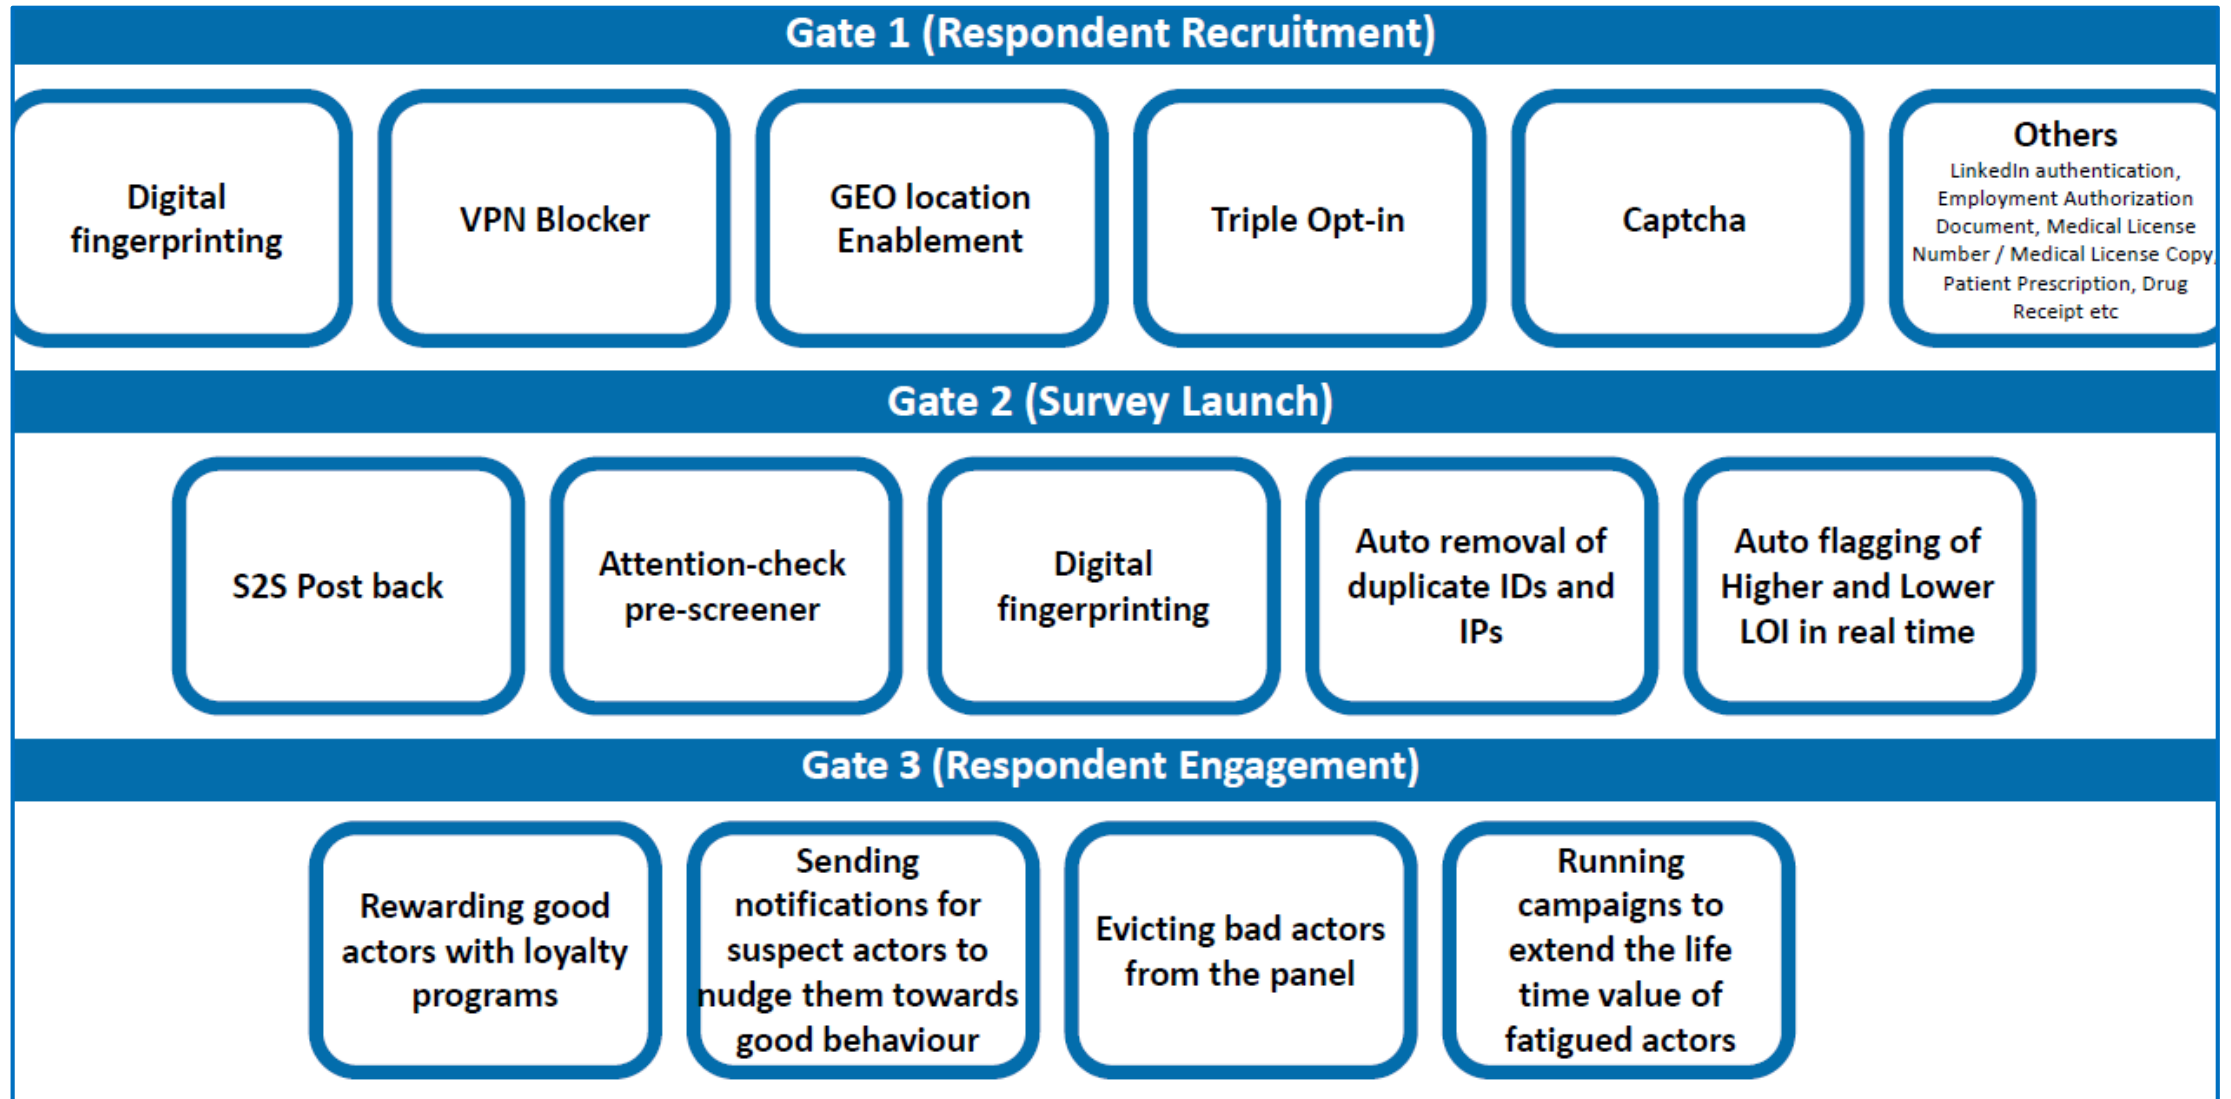 Gate 1 (Respondent Recruitment)
Digital
fingerprinting
VPN Blocker
GEO location
Enablement
Triple Opt-in
Captcha
Others
LinkedIn authentication,
Employment Authorization
Document, Medical License
Number / Medical License Copy,
Patient Prescription, Drug
Receipt etc
Gate 2 (Survey Launch)
S2S Post back
Attention-check
pre-screener
Digital
fingerprinting
Auto removal of
duplicate IDs and
IPs
Auto flagging of
Higher and Lower
LOI in real time
Gate 3 (Respondent Engagement)
Rewarding good
actors with loyalty
programs
Sending
notifications for
suspect actors to
nudge them towards
good behaviour
Evicting bad actors
from the panel
Running
campaigns to
extend the life
time value of
fatigued actors